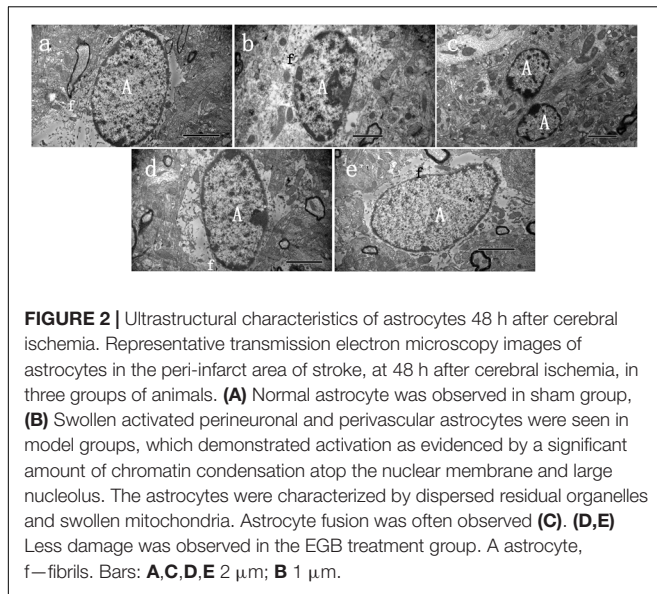 a
b
c
f
f
A
A
A
A
d
e
f
A
A
f
FIGURE 2 | Ultrastructural characteristics of astrocytes 48 h after cerebral
ischemia. Representative transmission electron microscopy images of
astrocytes in the peri-infarct area of stroke, at 48 h after cerebral ischemia, in
three groups of animals. (A) Normal astrocyte was observed in sham group,
(B) Swollen activated perineuronal and perivascular astrocytes were seen in
model groups, which demonstrated activation as evidenced by a significant
amount of chromatin condensation atop the nuclear membrane and large
nucleolus. The astrocytes were characterized by dispersed residual organelles
and swollen mitochondria. Astrocyte fusion was often observed (C). (D,E)
Less damage was observed in the EGB treatment group. A astrocyte,
f—fibrils. Bars: A,C,D,E 2 μm; B 1 μm.